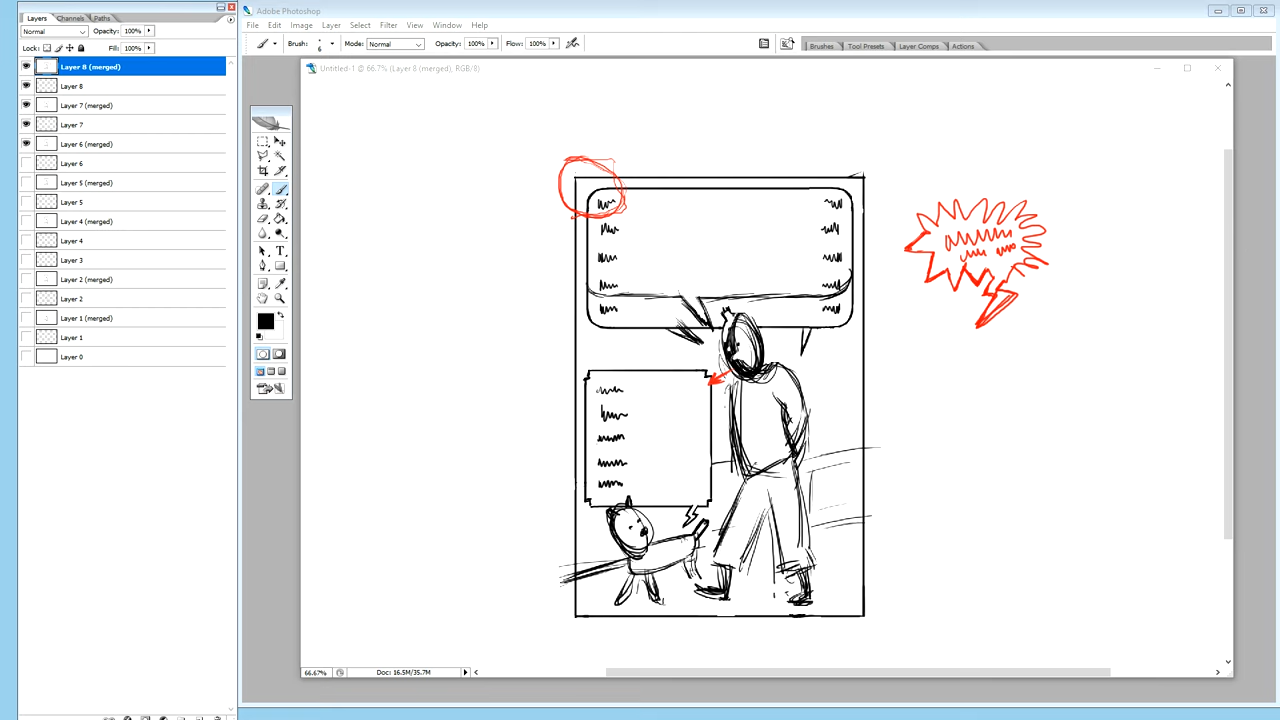 Layers Channels Paths
Normal Opacity: 100%
Lock: Fill: 100%
Layer 8 (merged)
Layer 8
Layer 7 (merged)
Layer 7
Layer 6 (merged)
Layer 6
Layer 5 (merged)
Layer 5
Layer 4 (merged)
Layer 4
Layer 3
Layer 2 (merged)
Layer 2
Layer 1 (merged)
Layer 1
Layer 0
Adobe Photoshop
File Edit Image Layer Select Filter View Window Help
Brush: 6 Mode: Normal Opacity: 100% Flow: 100%
Brushes Tool Presets Layer Comps Actions
Untitled-1 @ 66.7% (Layer 8 (merged), RGB/8)
T
66.67% Doc: 16.5M/35.7M